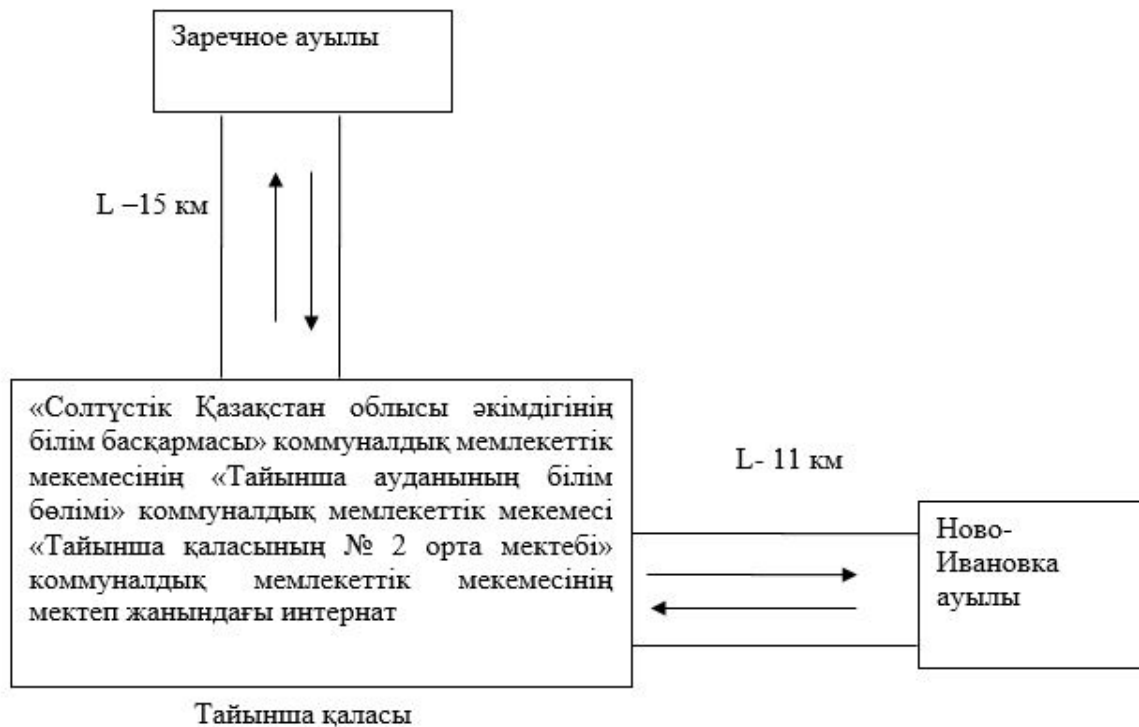 Заречное ауылы
L –15 км
«Солтүстік Қазақстан облысы әкімдігінің
білім басқармасы» коммуналдық мемлекеттік
мекемесінің «Тайынша ауданының білім
бөлімі» коммуналдық мемлекеттік мекемесі
«Тайынша қаласының № 2 орта мектебі»
коммуналдық мемлекеттік мекемесінің
мектеп жанындағы интернат
L- 11 км
Ново-
Ивановка
ауылы
Тайынша қаласы